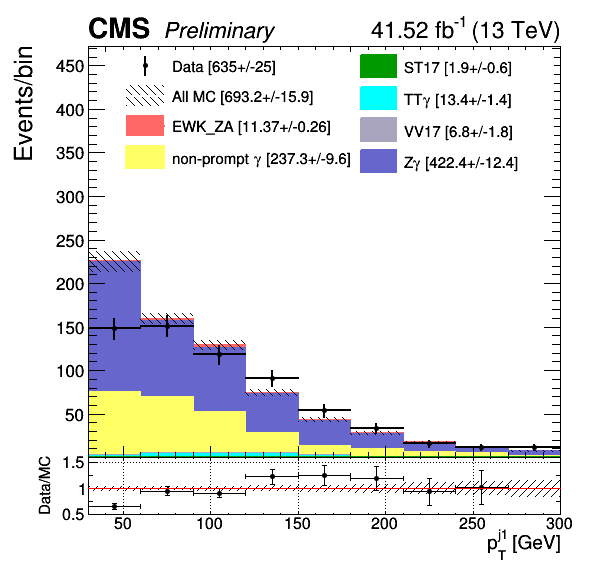 CMS Preliminary 41.52 fb⁻¹ (13 TeV)
Events/bin
Data [635+/-25]
All MC [693.2+/-15.9]
EWK_ZA [11.37+/-0.26]
non-prompt γ [237.3+/-9.6]
ST17 [1.9+/-0.6]
TTγ [13.4+/-1.4]
VV17 [6.8+/-1.8]
Zγ [422.4+/-12.4]
450
400
350
300
250
200
150
100
50
Data/MC
1.5
1
0.5
50 100 150 200 250 300
p_T^j1 [GeV]